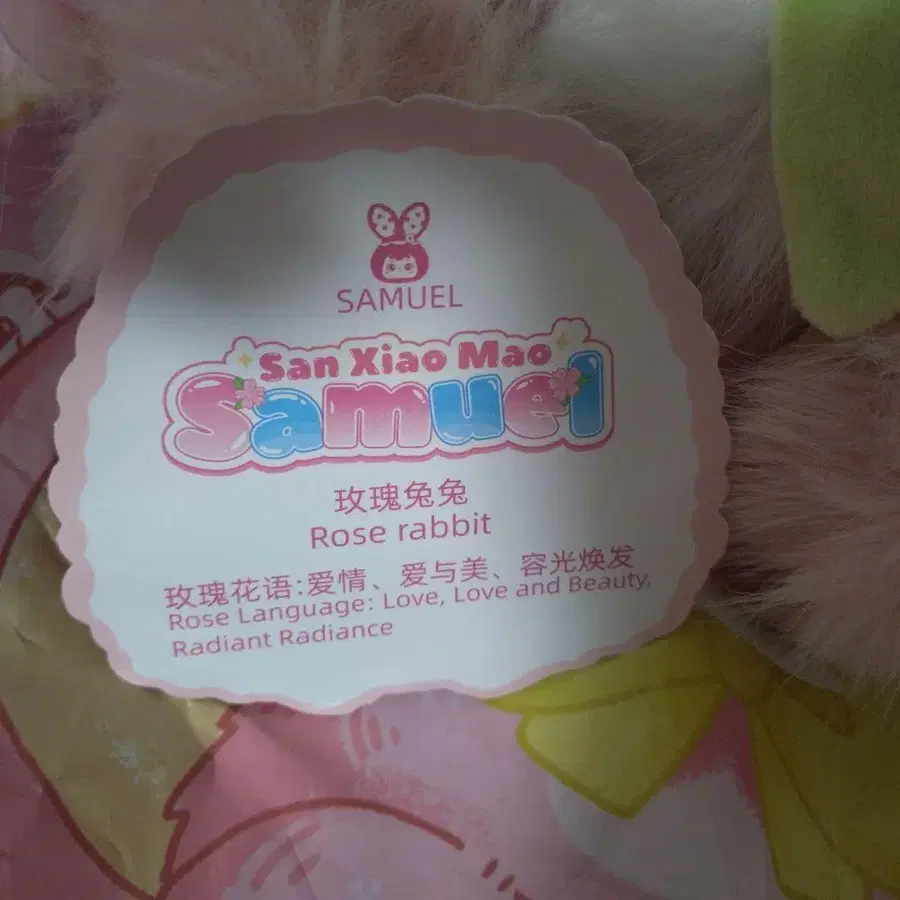 SAMUEL
San Xiao Mao
Samuel
玫瑰兔兔
Rose rabbit
玫瑰花语:爱情、爱与美、容光焕发
Rose Language: Love, Love and Beauty,
Radiant Radiance